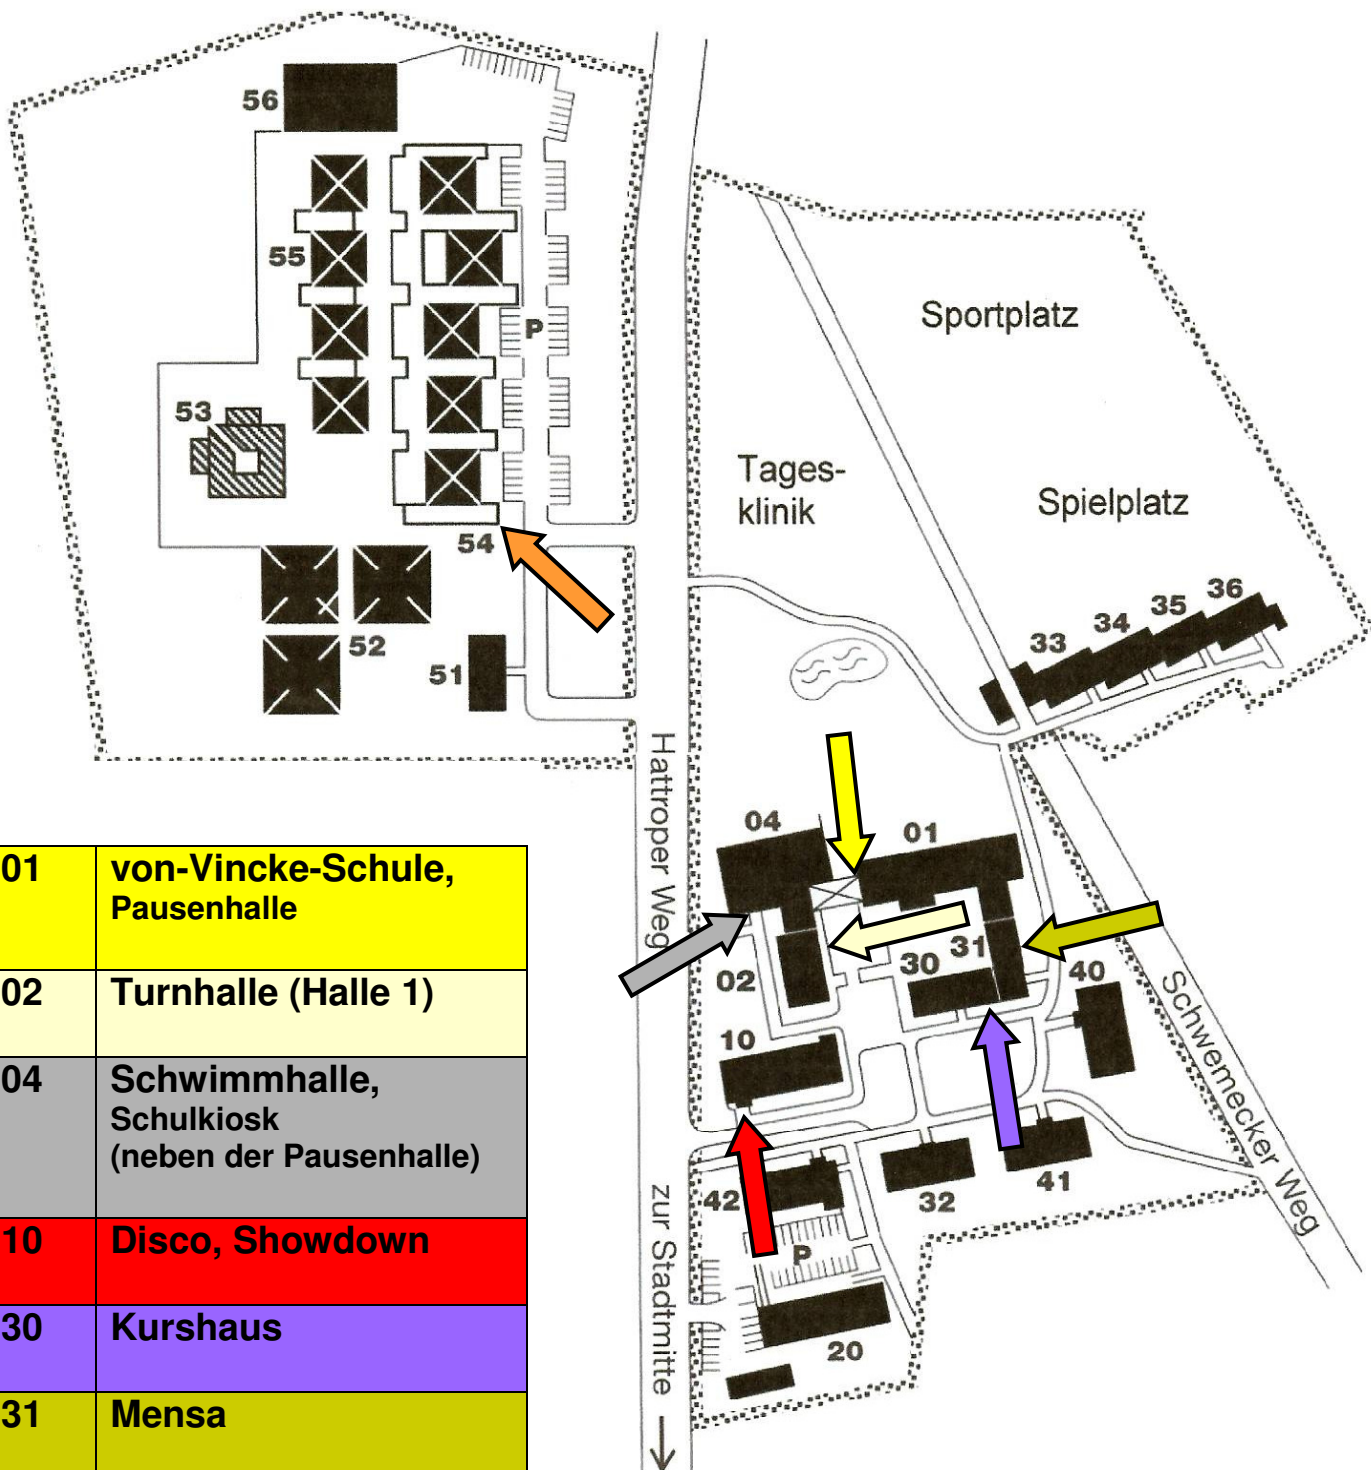 56
55
Sportplatz
P
53
Tages-
klinik
Spielplatz
54
36
35
34
33
52
51
Hattroper Weg
04
01
31
30
40
02
10
Schwemecker Weg
42
32
41
zur Stadtmitte
P
20
01 von-Vincke-Schule,
Pausenhalle
02 Turnhalle (Halle 1)
04 Schwimmhalle,
Schulkiosk
(neben der Pausenhalle)
10 Disco, Showdown
30 Kurshaus
31 Mensa